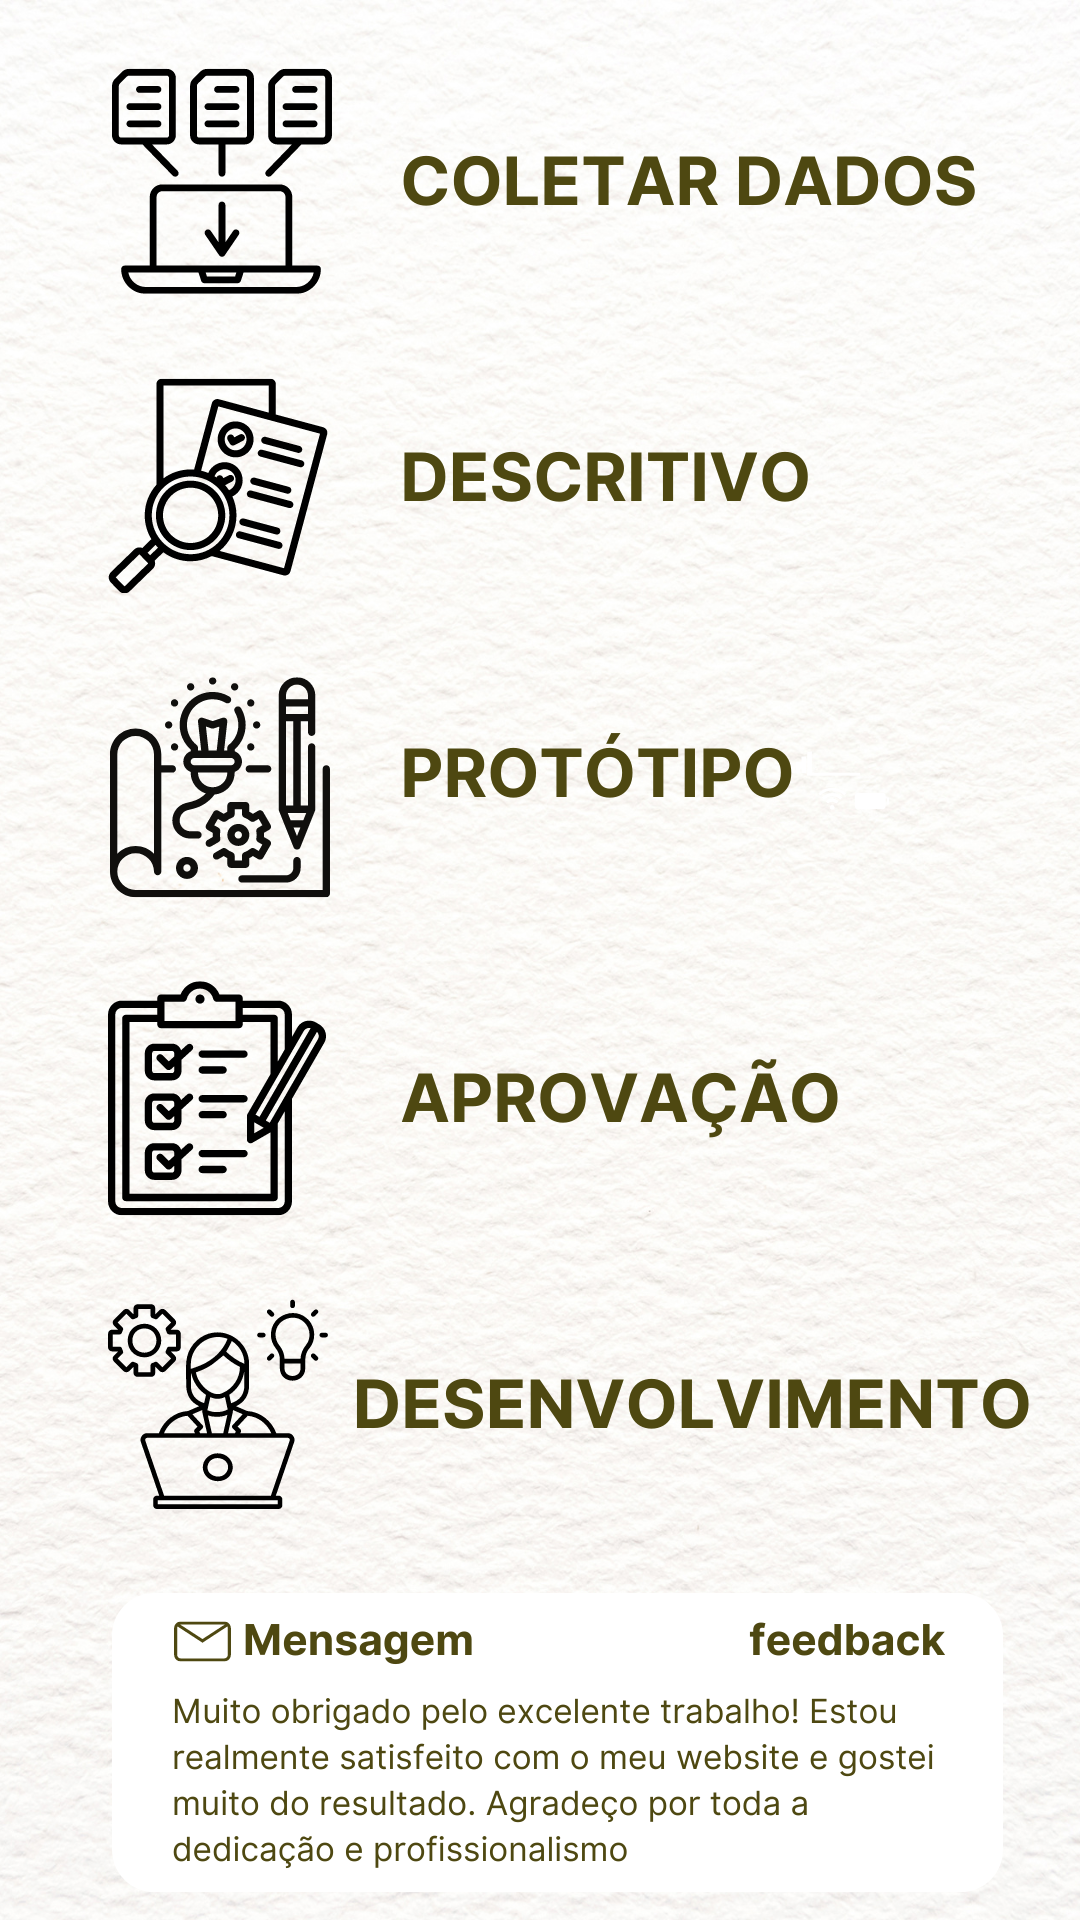 COLETAR DADOS
DESCRITIVO
PROTÓTIPO
APROVAÇÃO
DESENVOLVIMENTO
Mensagem feedback
Muito obrigado pelo excelente trabalho! Estou
realmente satisfeito com o meu website e gostei
muito do resultado. Agradeço por toda a
dedicação e profissionalismo